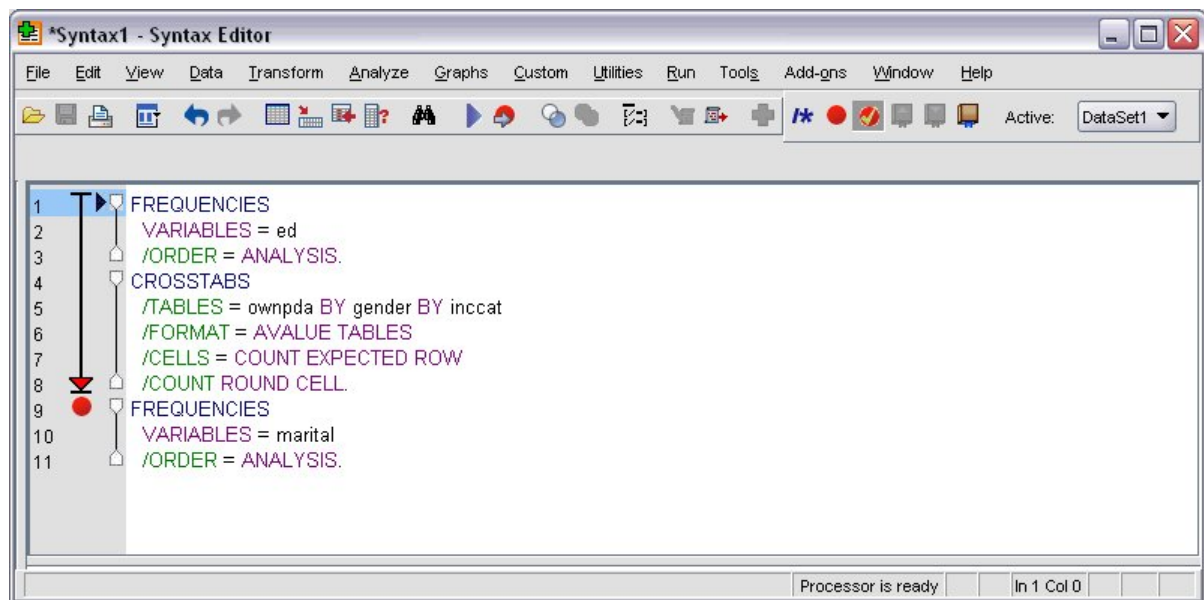 *Syntax1 - Syntax Editor
File Edit View Data Transform Analyze Graphs Custom Utilities Run Tools Add-ons Window Help
Active: DataSet1
1 FREQUENCIES
2 VARIABLES = ed
3 /ORDER = ANALYSIS.
4 CROSSTABS
5 /TABLES = ownpda BY gender BY inccat
6 /FORMAT = AVALUE TABLES
7 /CELLS = COUNT EXPECTED ROW
8 /COUNT ROUND CELL.
9 FREQUENCIES
10 VARIABLES = marital
11 /ORDER = ANALYSIS.
Processor is ready In 1 Col 0